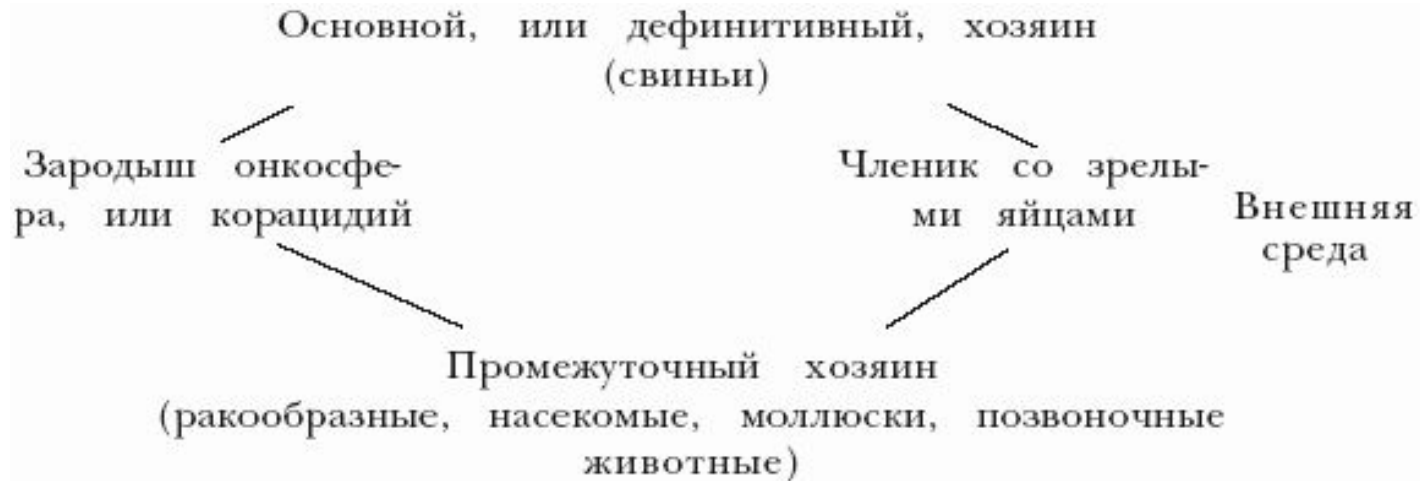 Основной, или дефинитивный, хозяин
(свиньи)
Зародыш онкосфе-
ра, или корацидий
Членик со зрелы-
ми яйцами
Внешняя
среда
Промежуточный хозяин
(ракообразные, насекомые, моллюски, позвоночные
животные)